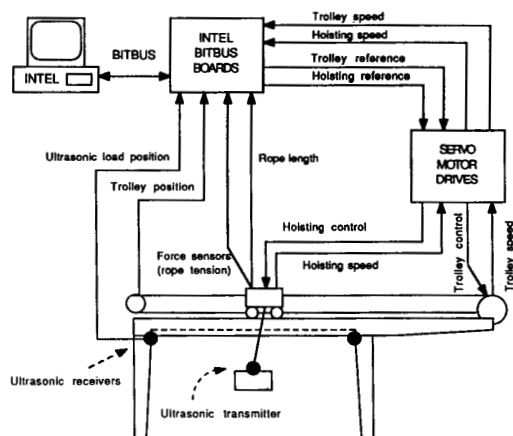 Trolley speed
Hoisting speed
Trolley reference
Hoisting reference
INTEL
BITBUS
BOARDS
BITBUS
INTEL
SERVO
MOTOR
DRIVES
Ultrasonic load position
Trolley position
Rope length
Hoisting control
Hoisting speed
Force sensors
(rope tension)
Trolley control
Trolley speed
Ultrasonic receivers
Ultrasonic transmitter